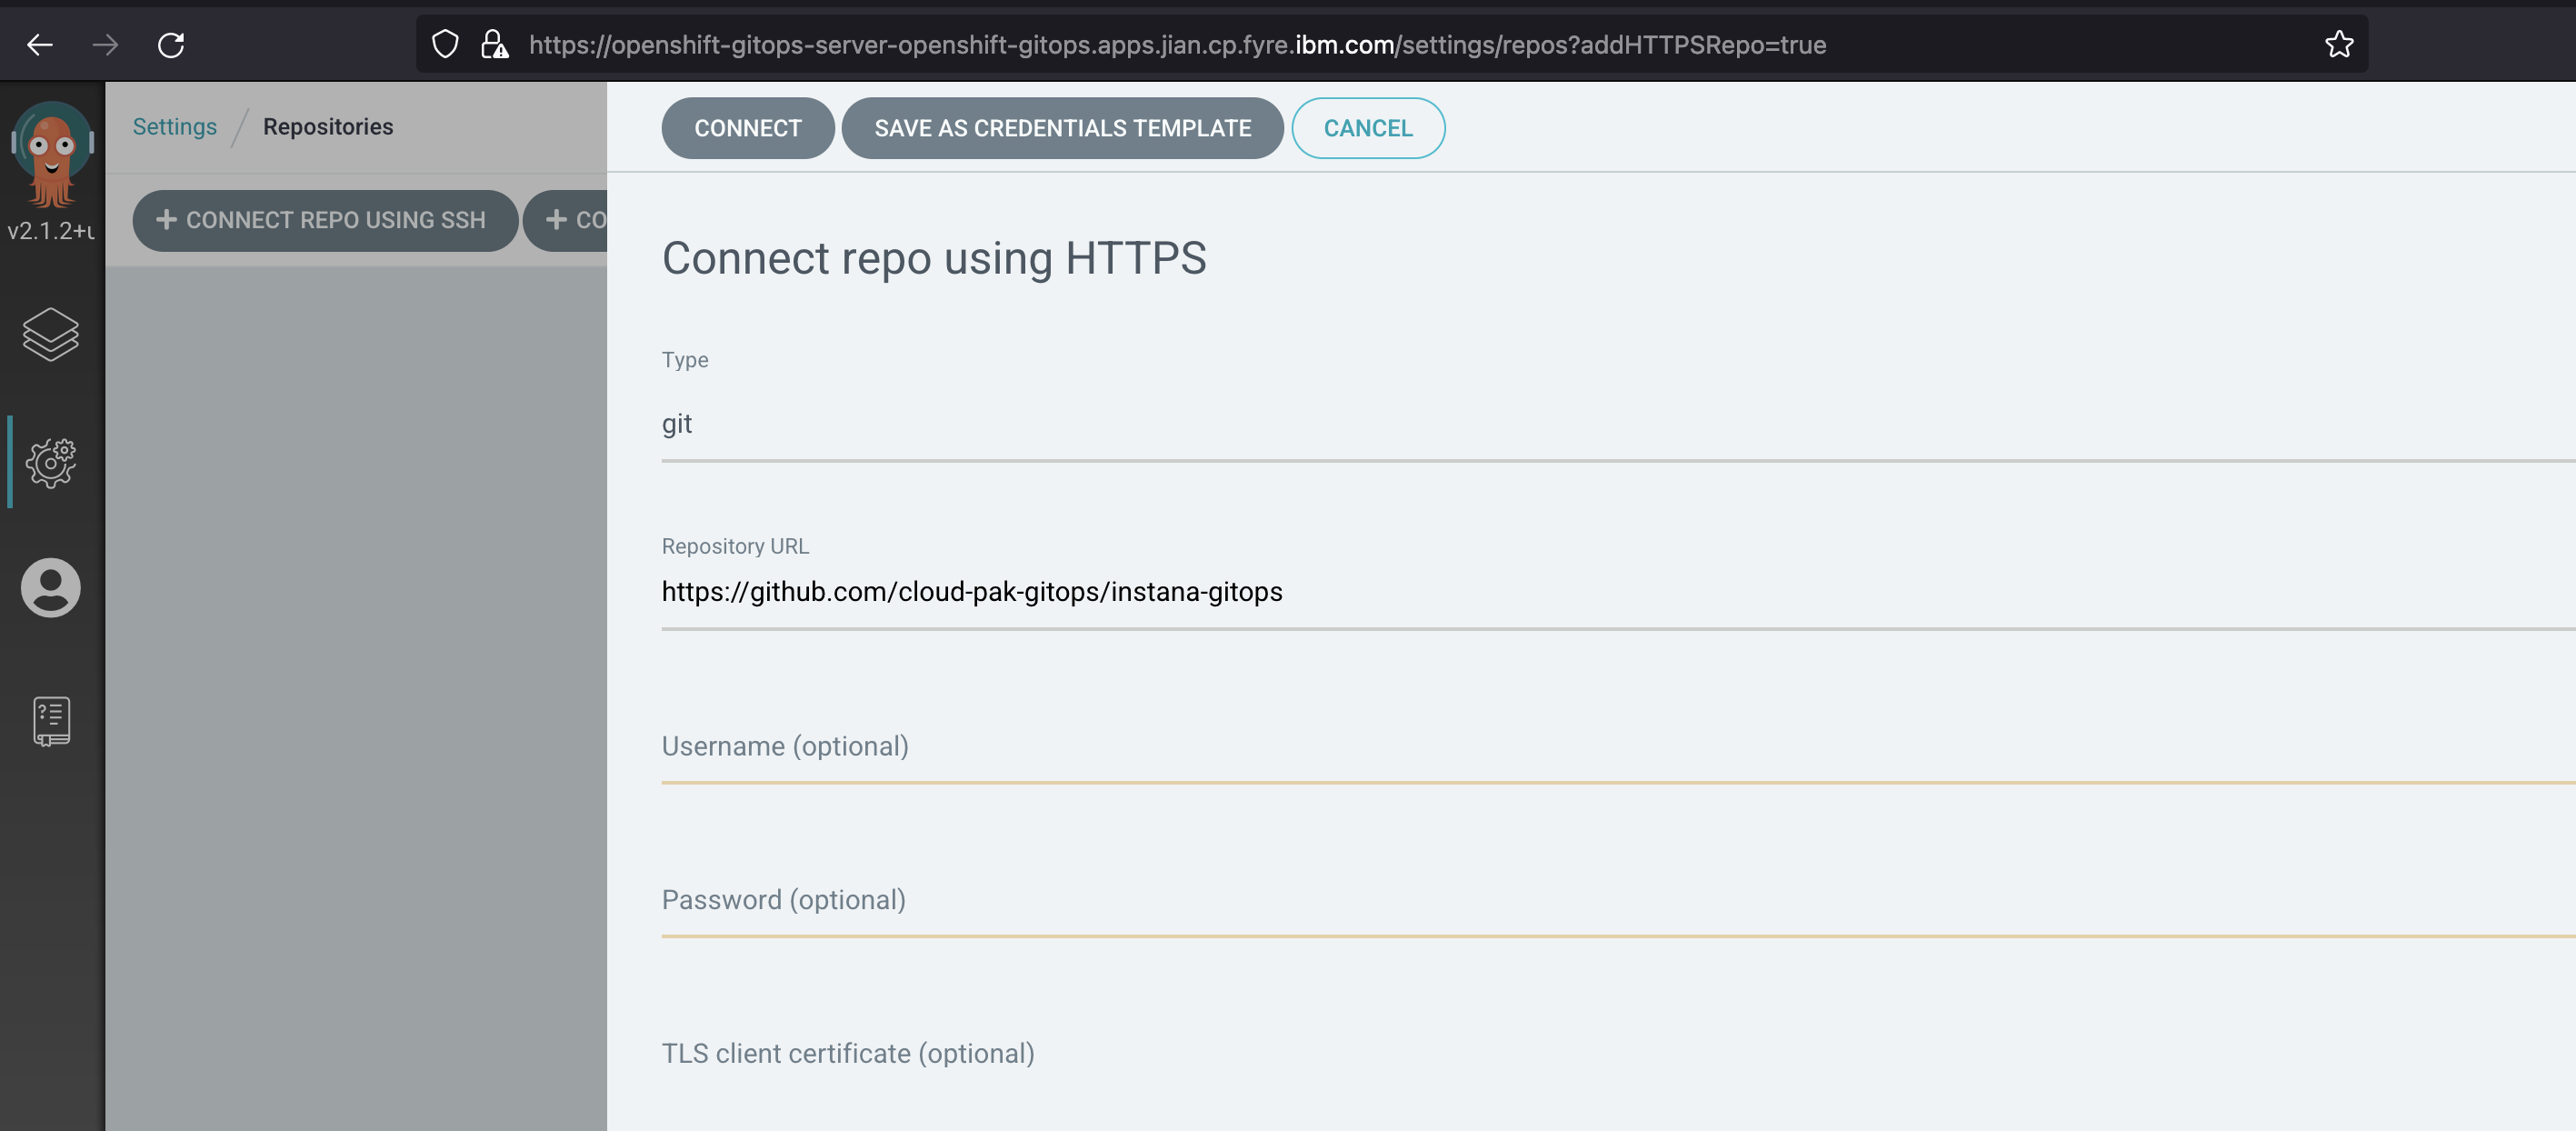 https://openshift-gitops-server-openshift-gitops.apps.jian.cp.fyre.ibm.com/settings/repos?addHTTPSRepo=true
Settings / Repositories
CONNECT SAVE AS CREDENTIALS TEMPLATE CANCEL
+ CONNECT REPO USING SSH + CO
v2.1.2+
Connect repo using HTTPS
Type
git
Repository URL
https://github.com/cloud-pak-gitops/instana-gitops
Username (optional)
Password (optional)
TLS client certificate (optional)